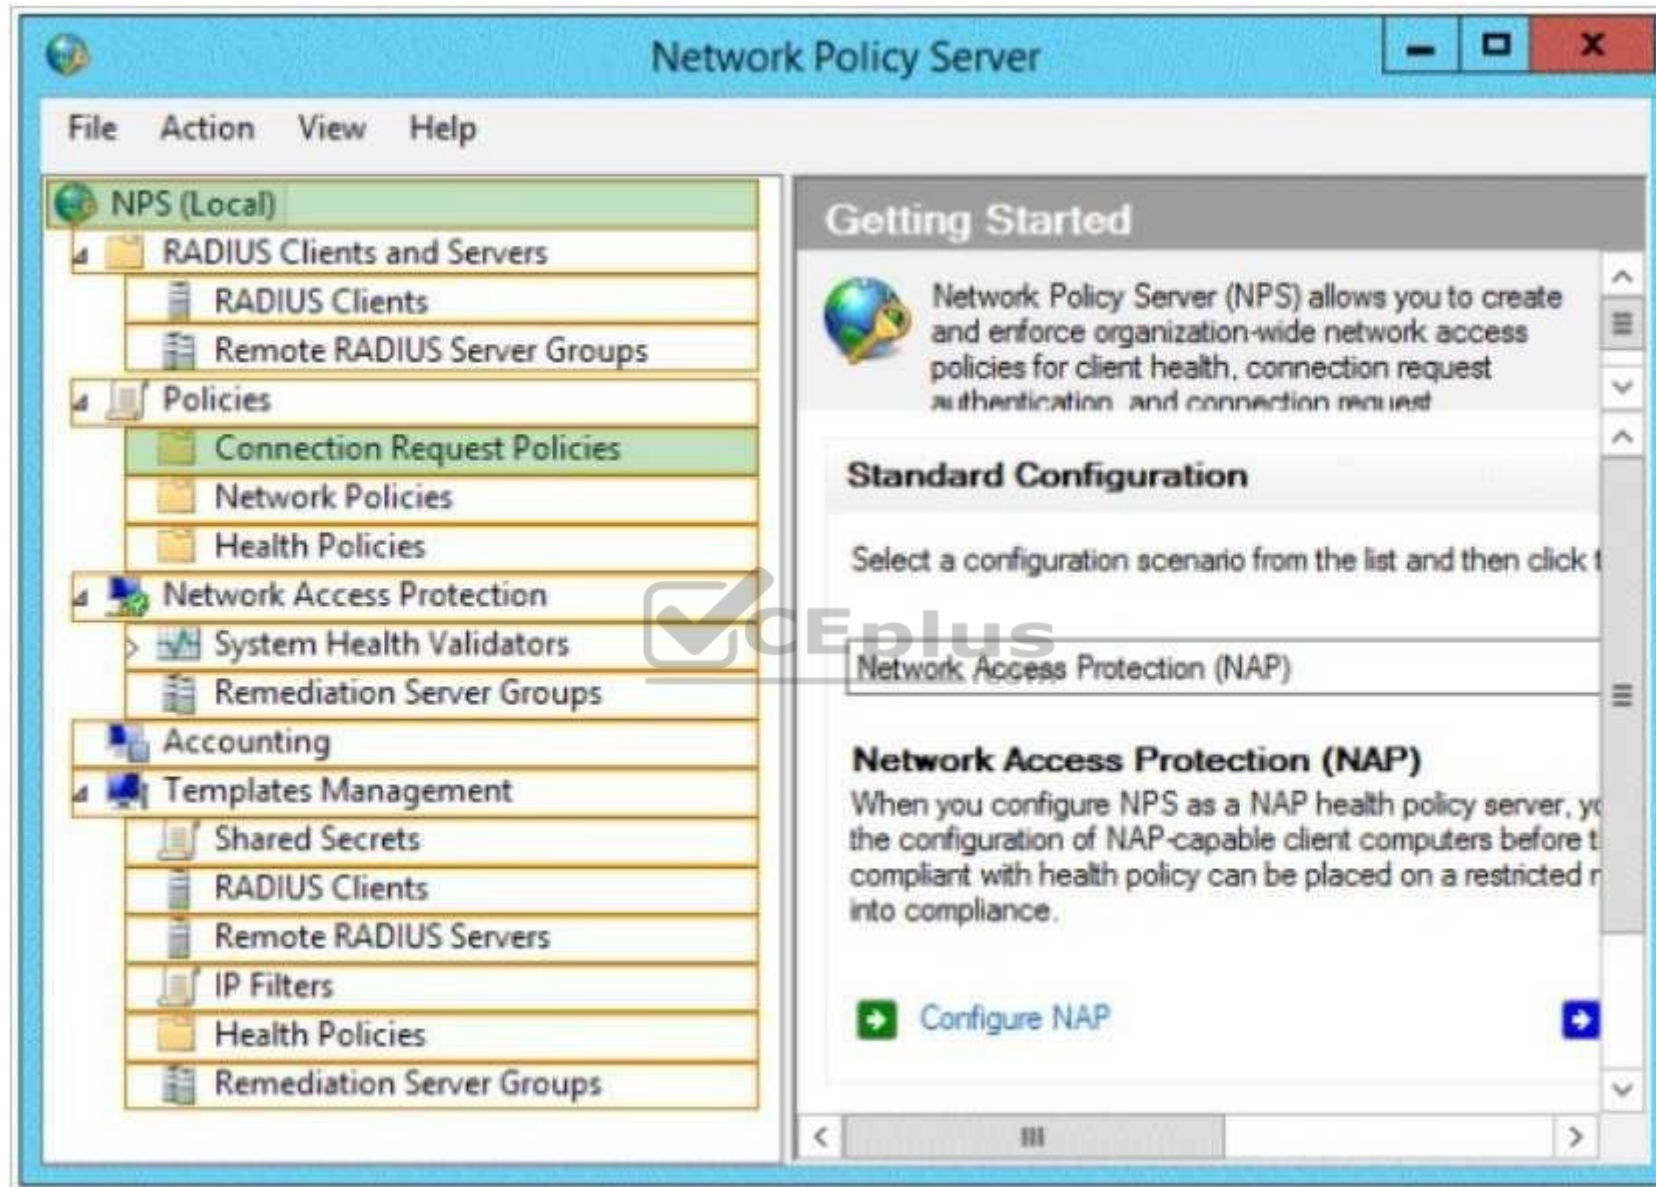 Network Policy Server
File Action View Help
NPS (Local)
RADIUS Clients and Servers
RADIUS Clients
Remote RADIUS Server Groups
Policies
Connection Request Policies
Network Policies
Health Policies
Network Access Protection
System Health Validators
Remediation Server Groups
Accounting
Templates Management
Shared Secrets
RADIUS Clients
Remote RADIUS Servers
IP Filters
Health Policies
Remediation Server Groups
Getting Started
Network Policy Server (NPS) allows you to create
and enforce organization-wide network access
policies for client health, connection request
authentication, and connection request
Standard Configuration
Select a configuration scenario from the list and then click t
CEplus
.com
Network Access Protection (NAP)
Network Access Protection (NAP)
When you configure NPS as a NAP health policy server, yo
the configuration of NAP-capable client computers before t
compliant with health policy can be placed on a restricted r
into compliance.
Configure NAP